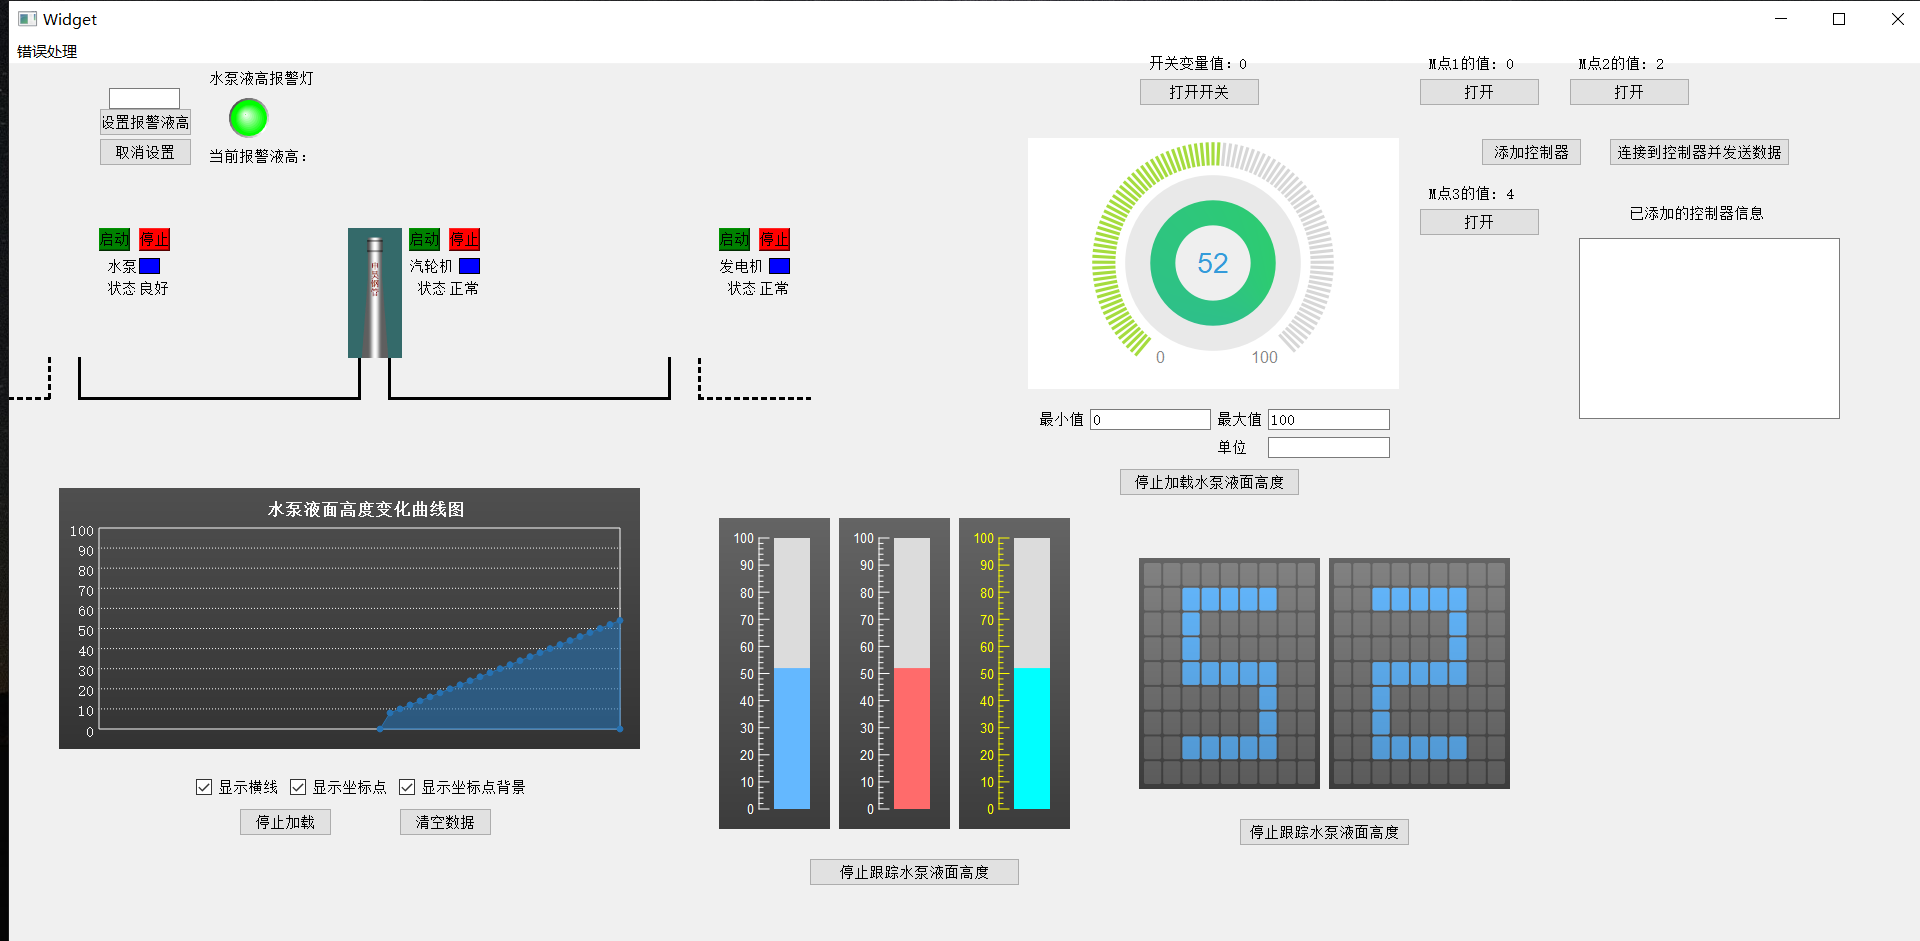 Widget
错误处理
水泵液高报警灯
设置报警液高
取消设置
当前报警液高：
开关变量值：0
打开开关
M点1的值：0
打开
M点2的值：2
打开
添加控制器
连接到控制器并发送数据
M点3的值：4
打开
已添加的控制器信息
启动 停止
水泵
状态 良好
启动 停止
汽轮机
状态 正常
启动 停止
发电机
状态 正常
52
0 100
最小值 0 最大值 100
单位
停止加载水泵液面高度
水泵液面高度变化曲线图
100
90
80
70
60
50
40
30
20
10
0
显示横线 显示坐标点 显示坐标点背景
停止加载 清空数据
100
90
80
70
60
50
40
30
20
10
0
100
90
80
70
60
50
40
30
20
10
0
100
90
80
70
60
50
40
30
20
10
0
停止跟踪水泵液面高度
52
停止跟踪水泵液面高度